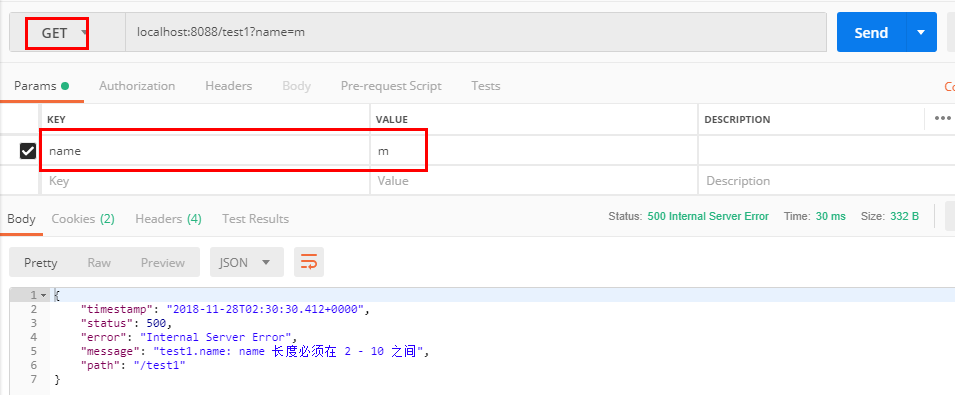 GET localhost:8088/test1?name=m Send
Params Authorization Headers Body Pre-request Script Tests Co
KEY VALUE DESCRIPTION •••
name m
Key Value Description
Body Cookies (2) Headers (4) Test Results Status: 500 Internal Server Error Time: 30 ms Size: 332 B
Pretty Raw Preview JSON
1 {
2 "timestamp": "2018-11-28T02:30:30.412+0000",
3 "status": 500,
4 "error": "Internal Server Error",
5 "message": "test1.name: name 长度必须在 2 - 10 之间",
6 "path": "/test1"
7 }